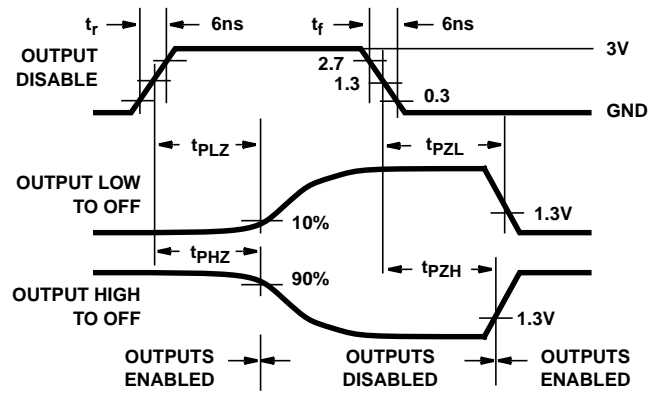 tr 6ns tf 6ns
OUTPUT
DISABLE
2.7
1.3
0.3
3V
GND
tPLZ tPZL
OUTPUT LOW
TO OFF
10%
1.3V
tPHZ tPZH
OUTPUT HIGH
TO OFF
90%
1.3V
OUTPUTS
ENABLED
OUTPUTS
DISABLED
OUTPUTS
ENABLED